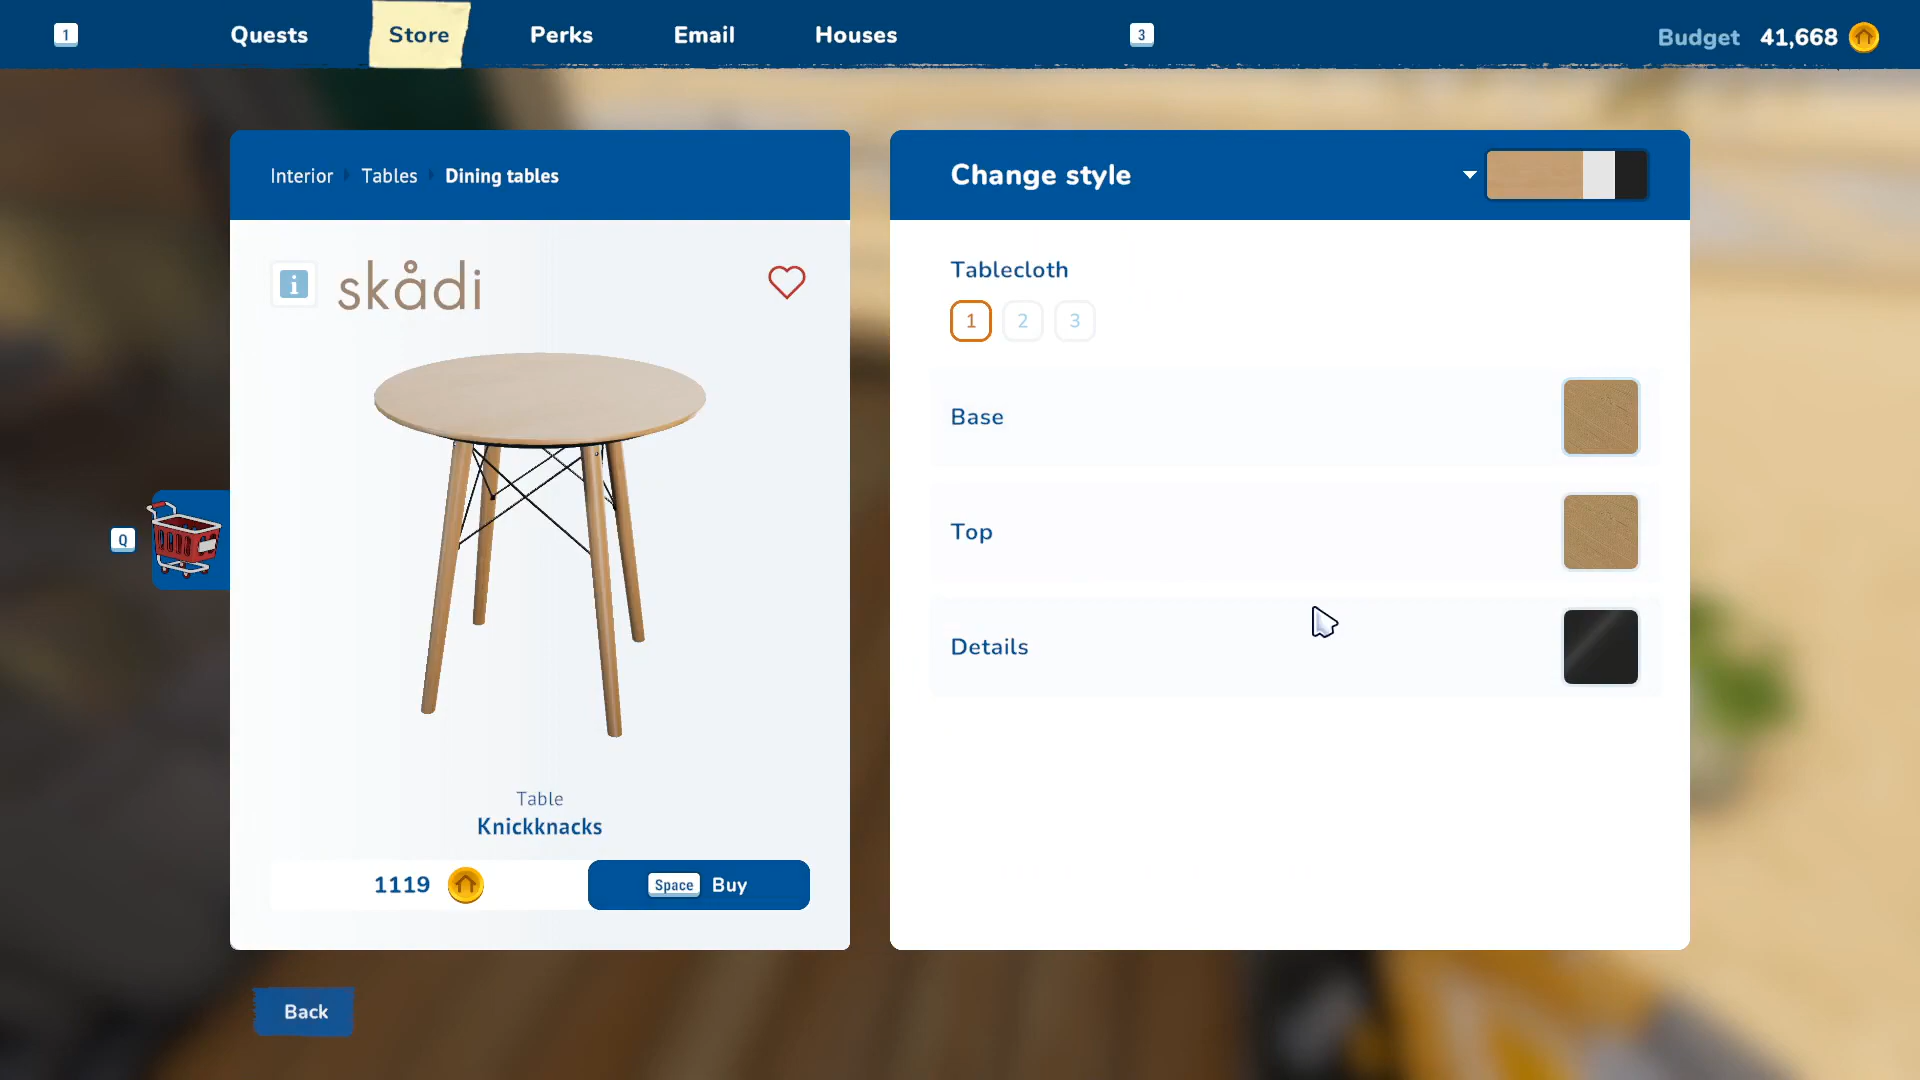 1
Quests
Store
Perks
Email
Houses
3
Budget 41,668
Interior Tables Dining tables
i
skådi
Table
Knickknacks
1119
Space Buy
Q
Back
Change style
Tablecloth
1 2 3
Base
Top
Details